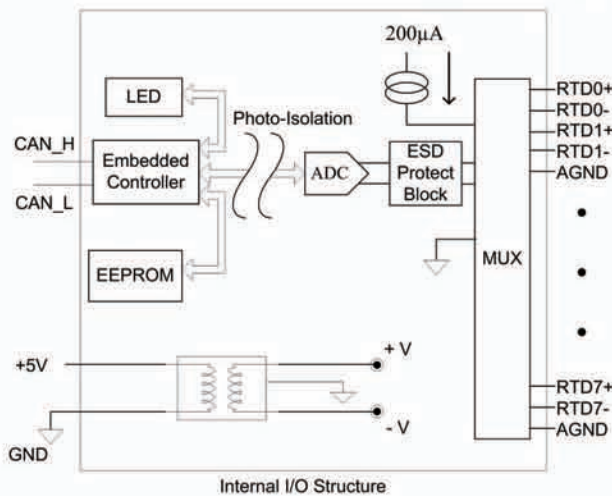 200µA
LED
Photo-Isolation
CAN_H
Embedded
Controller
CAN_L
ADC
ESD
Protect
Block
EEPROM
MUX
RTD0+
RTD0-
RTD1+
RTD1-
AGND
+5V
+ V
GND
- V
RTD7+
RTD7-
AGND
Internal I/O Structure